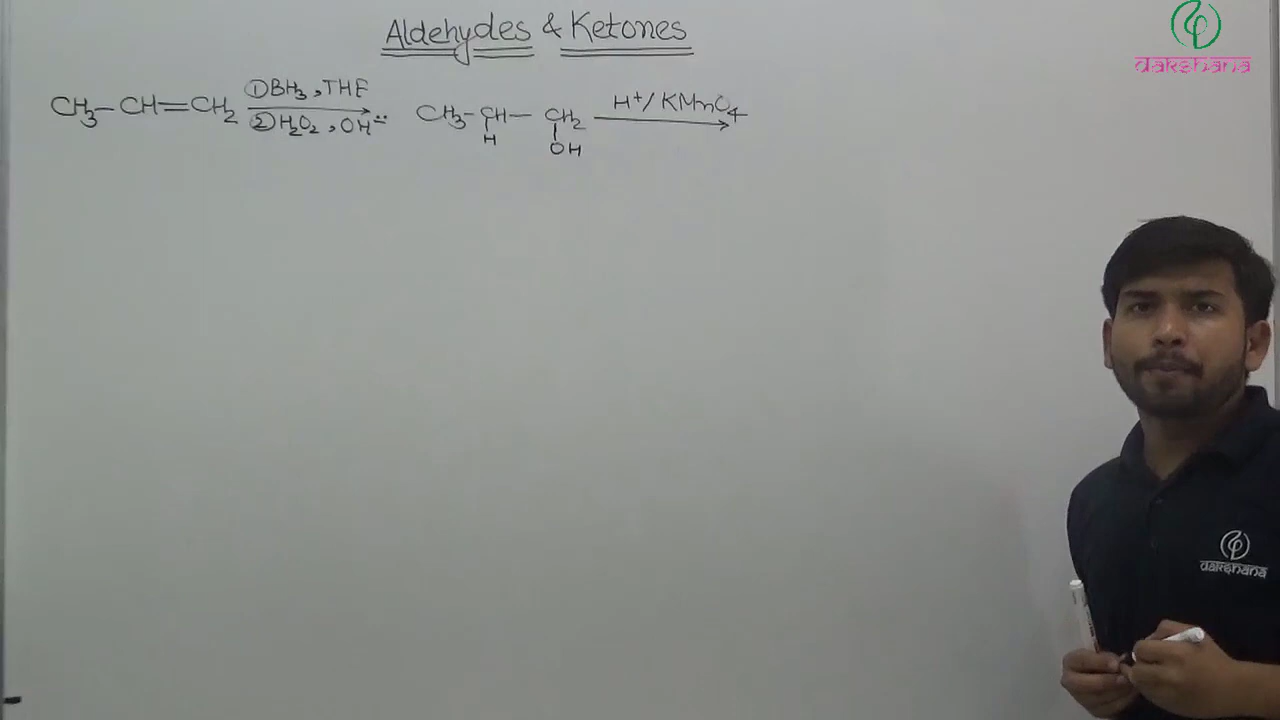 Aldehydes & Ketones
dakshana
CH3-CH=CH2 ①BH3,THF ②H2O2,OH⊖ CH3-CH-CH2 H+/KMnO4
H OH
dakshana